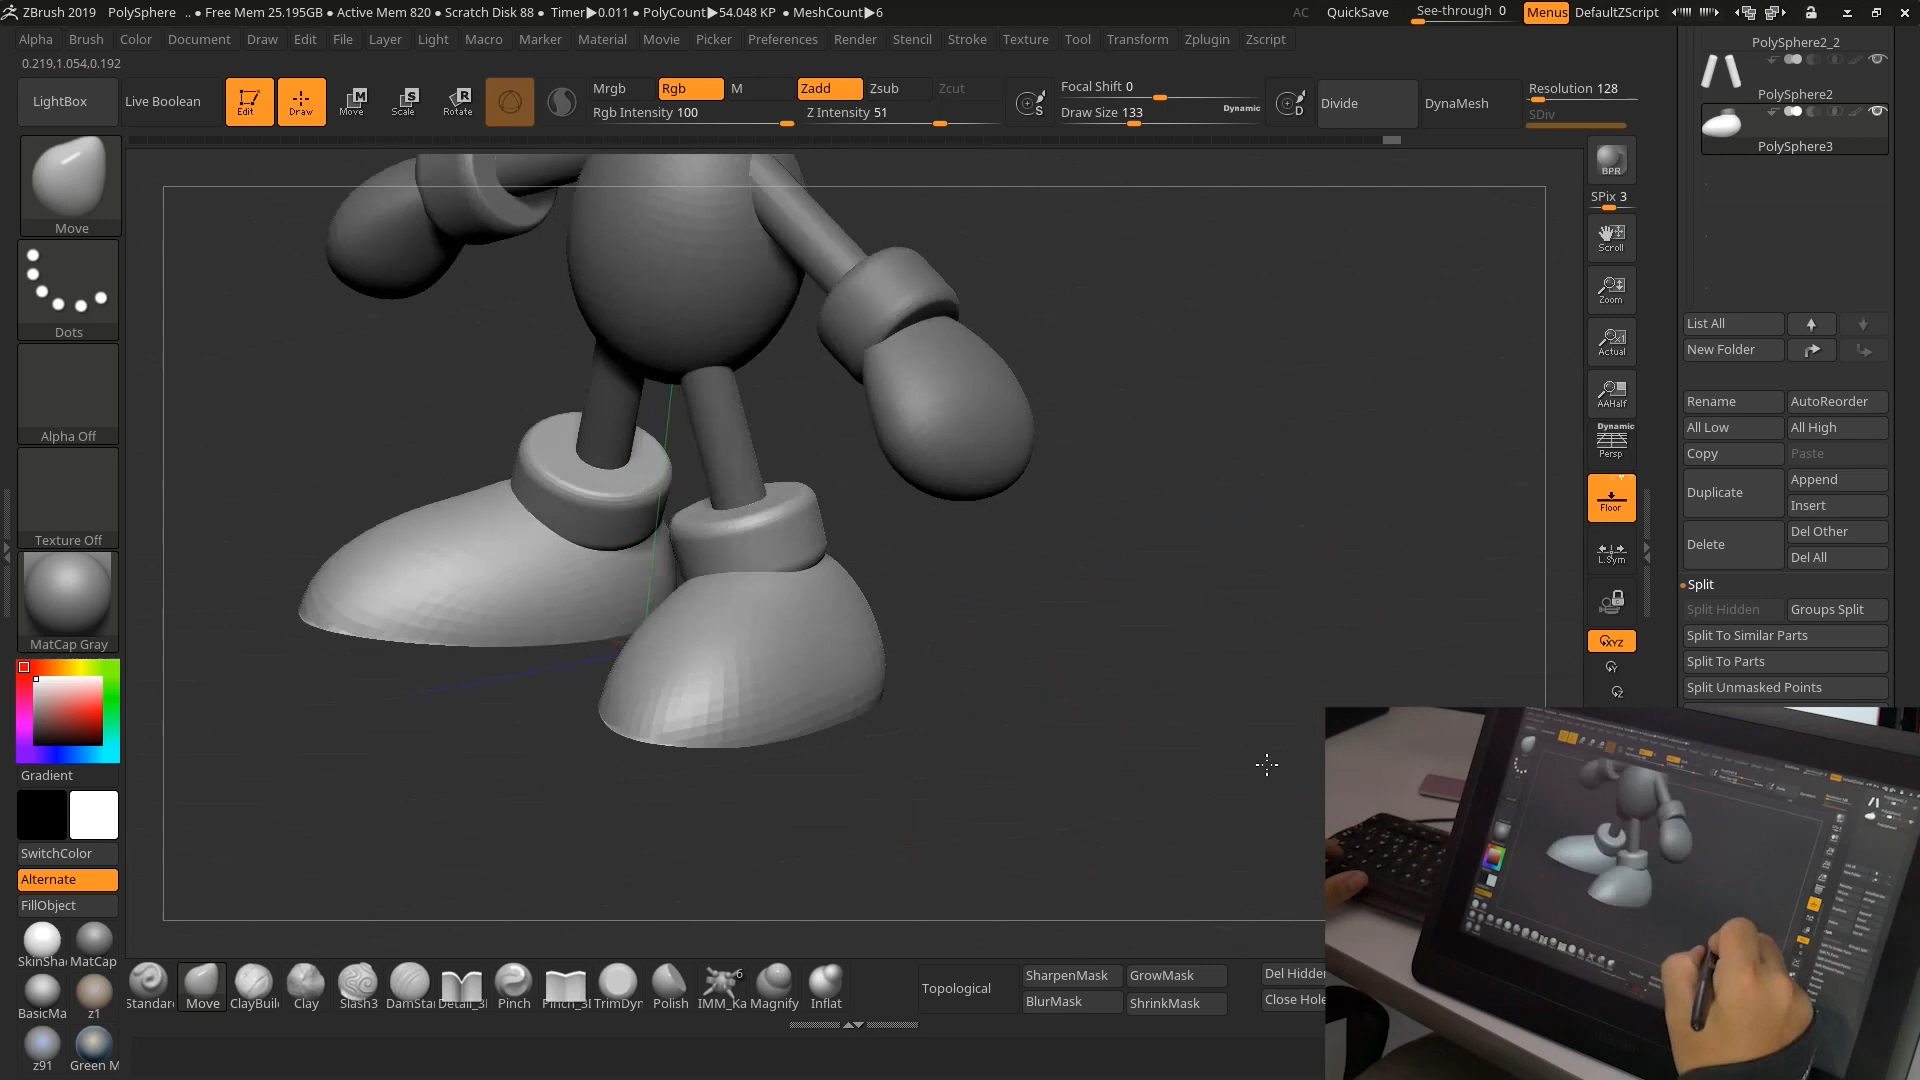 ZBrush 2019 PolySphere .. ● Free Mem 25.195GB ● Active Mem 820 ● Scratch Disk 88 ● Timer▶0.011 ● PolyCount▶54.048 KP ● MeshCount▶6 AC QuickSave See-through 0 Menus DefaultZScript
Alpha Brush Color Document Draw Edit File Layer Light Macro Marker Material Movie Picker Preferences Render Stencil Stroke Texture Tool Transform Zplugin Zscript
0.219,1.054,0.192
LightBox
Live Boolean
Edit
Draw
Move
Scale
Rotate
Mrgb
Rgb
M
Rgb Intensity 100
Zadd
Zsub
Zcut
Z Intensity 51
S
Focal Shift 0
Draw Size 133
Dynamic
D
Divide
DynaMesh
Resolution 128
SDiv
Move
Dots
Alpha Off
Texture Off
MatCap Gray
Gradient
SwitchColor
Alternate
FillObject
SkinSha
MatCap
BasicMa
z1
z91
Green M
BPR
SPix 3
Scroll
Zoom
Actual
AAHalf
Dynamic
Persp
Floor
L.Sym
XYZ
Y
Z
PolySphere2_2
PolySphere2
PolySphere3
List All
New Folder
Rename
AutoReorder
All Low
All High
Copy
Paste
Duplicate
Append
Insert
Delete
Del Other
Del All
Split
Split Hidden
Groups Split
Split To Similar Parts
Split To Parts
Split Unmasked Points
Standard
Move
ClayBuil
Clay
Slash3
DamSta
Detail_3
Pinch
Pinch_3
TrimDyn
Polish
6
IMM_Ka
Magnify
Inflat
Topological
SharpenMask
GrowMask
BlurMask
ShrinkMask
Del Hidden
Close Hole